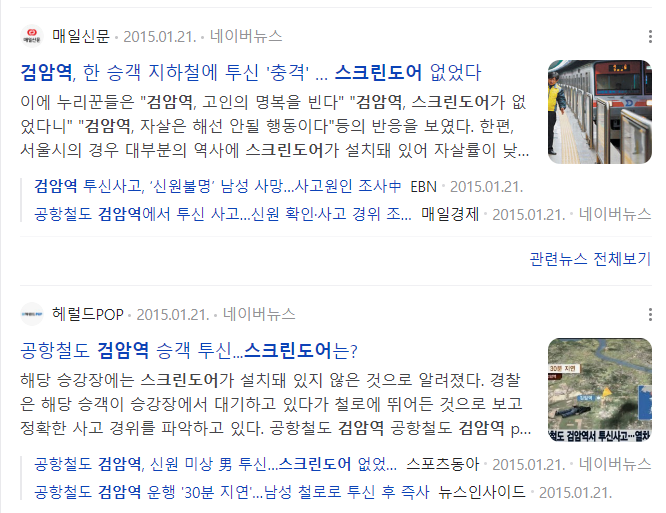 매일신문 · 2015.01.21. · 네이버뉴스
검암역, 한 승객 지하철에 투신 '충격' ... 스크린도어 없었다
이에 누리꾼들은 "검암역, 고인의 명복을 빈다" "검암역, 스크린도어가 없
었다니" "검암역, 자살은 해선 안될 행동이다"등의 반응을 보였다. 한편,
서울시의 경우 대부분의 역사에 스크린도어가 설치돼 있어 자살률이 낮...
검암역 투신사고, '신원불명' 남성 사망...사고원인 조사中 EBN · 2015.01.21.
공항철도 검암역에서 투신 사고...신원 확인·사고 경위 조... 매일경제 · 2015.01.21. · 네이버뉴스
관련뉴스 전체보기
헤럴드POP · 2015.01.21. · 네이버뉴스
공항철도 검암역 승객 투신...스크린도어는?
해당 승강장에는 스크린도어가 설치돼 있지 않은 것으로 알려졌다. 경찰
은 해당 승객이 승강장에서 대기하고 있다가 철로에 뛰어든 것으로 보고
정확한 사고 경위를 파악하고 있다. 공항철도 검암역 공항철도 검암역 p...
30분 지연
철도 검암역서 투신사고…열차
공항철도 검암역, 신원 미상 男 투신...스크린도어 없었... 스포츠동아 · 2015.01.21. · 네이버뉴스
공항철도 검암역 운행 '30분 지연'...남성 철로로 투신 후 즉사 뉴스인사이드 · 2015.01.21.